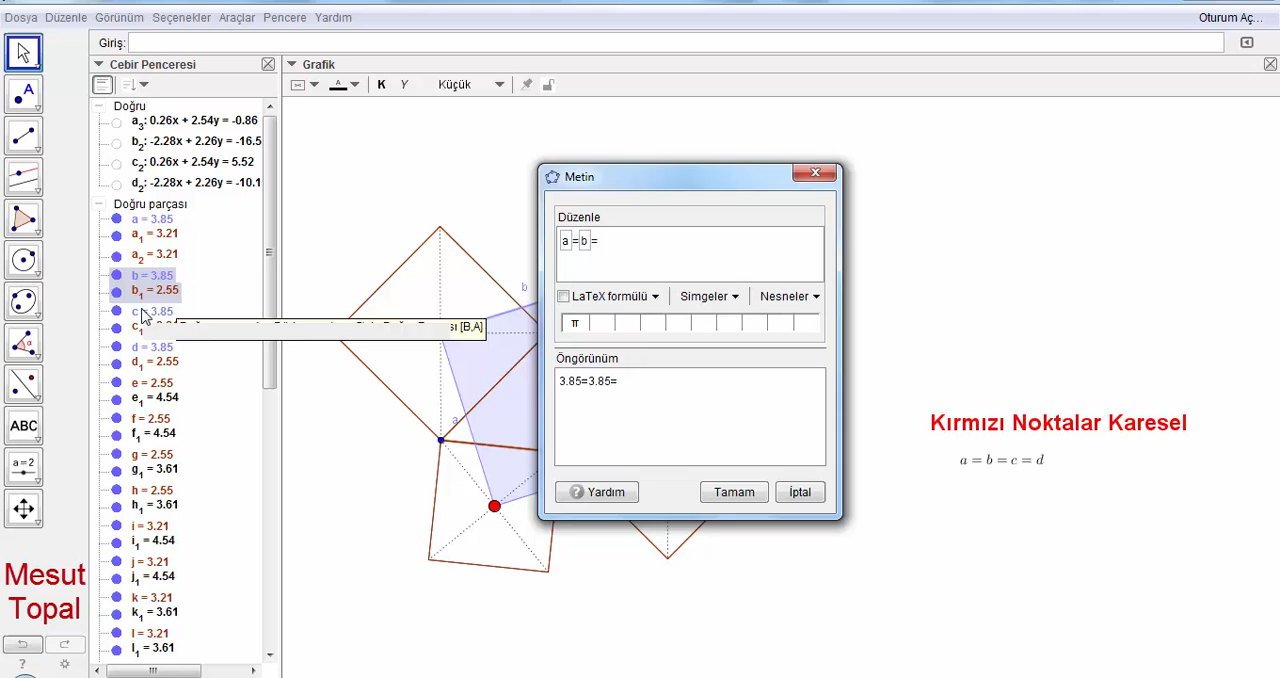 Dosya Düzenle Görünüm Seçenekler Araçlar Pencere Yardım
Oturum Aç...
Giriş:
Cebir Penceresi
Grafik
K Y Küçük
Doğru
a₃: 0.26x + 2.54y = -0.86
b₂: -2.28x + 2.26y = -16.5
c₂: 0.26x + 2.54y = 5.52
d₂: -2.28x + 2.26y = -10.1
Doğru parçası
a = 3.85
a₁ = 3.21
a₂ = 3.21
b = 3.85
b₁ = 2.55
c = 3.85
[B,A]
d = 3.85
d₁ = 2.55
e = 2.55
e₁ = 4.54
f = 2.55
f₁ = 4.54
g = 2.55
g₁ = 3.61
h = 2.55
h₁ = 3.61
i = 3.21
i₁ = 4.54
j = 3.21
j₁ = 4.54
k = 3.21
k₁ = 3.61
l = 3.21
l₁ = 3.61
A
α
ABC
a=2
Mesut
Topal
b
a
Metin
Düzenle
a=b=
LaTeX formülü Simgeler Nesneler
π
Öngörünüm
3.85=3.85=
Yardım Tamam İptal
Kırmızı Noktalar Karesel
a = b = c = d